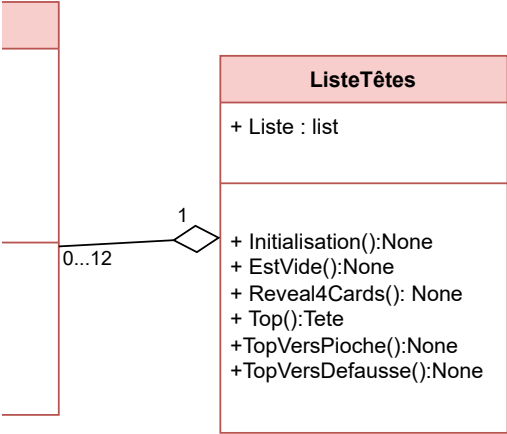 ListeTêtes
+ Liste : list
1
0...12
+ Initialisation():None
+ EstVide():None
+ Reveal4Cards(): None
+ Top():Tete
+TopVersPioche():None
+TopVersDefausse():None